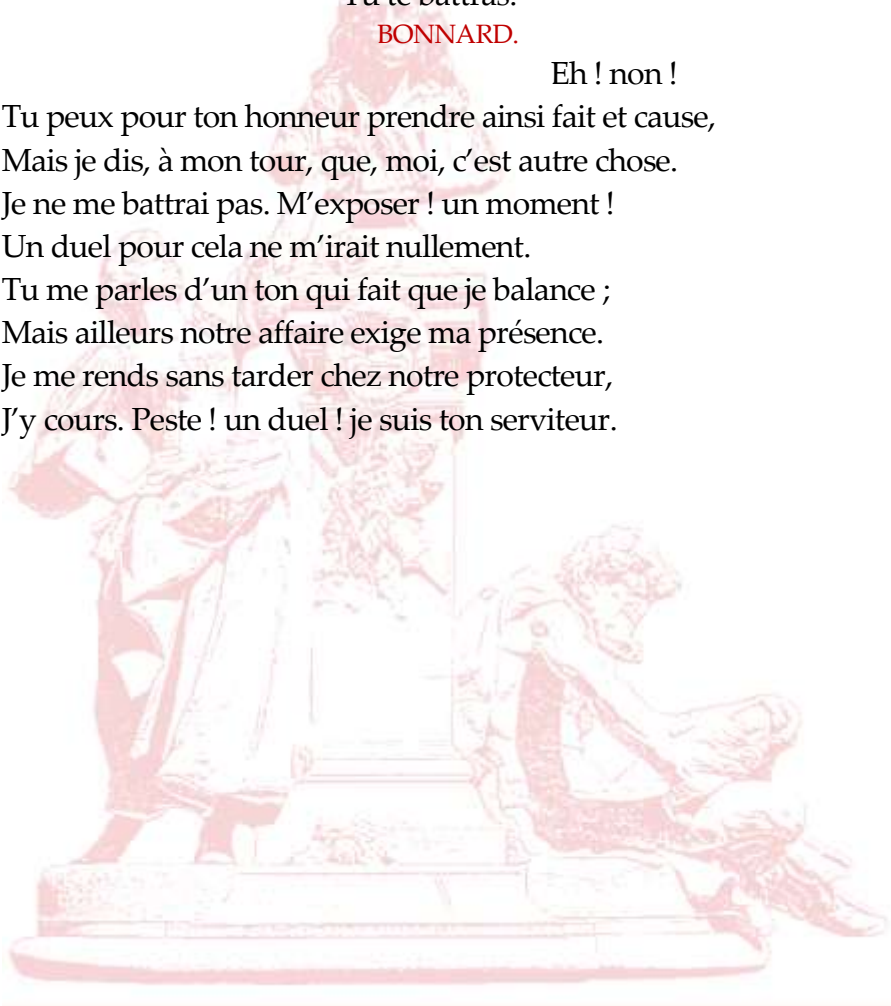 Tu te battras.
BONNARD.
Eh ! non !
Tu peux pour ton honneur prendre ainsi fait et cause,
Mais je dis, à mon tour, que, moi, c’est autre chose.
Je ne me battrai pas. M’exposer ! un moment !
Un duel pour cela ne m’irait nullement.
Tu me parles d’un ton qui fait que je balance ;
Mais ailleurs notre affaire exige ma présence.
Je me rends sans tarder chez notre protecteur,
J’y cours. Peste ! un duel ! je suis ton serviteur.